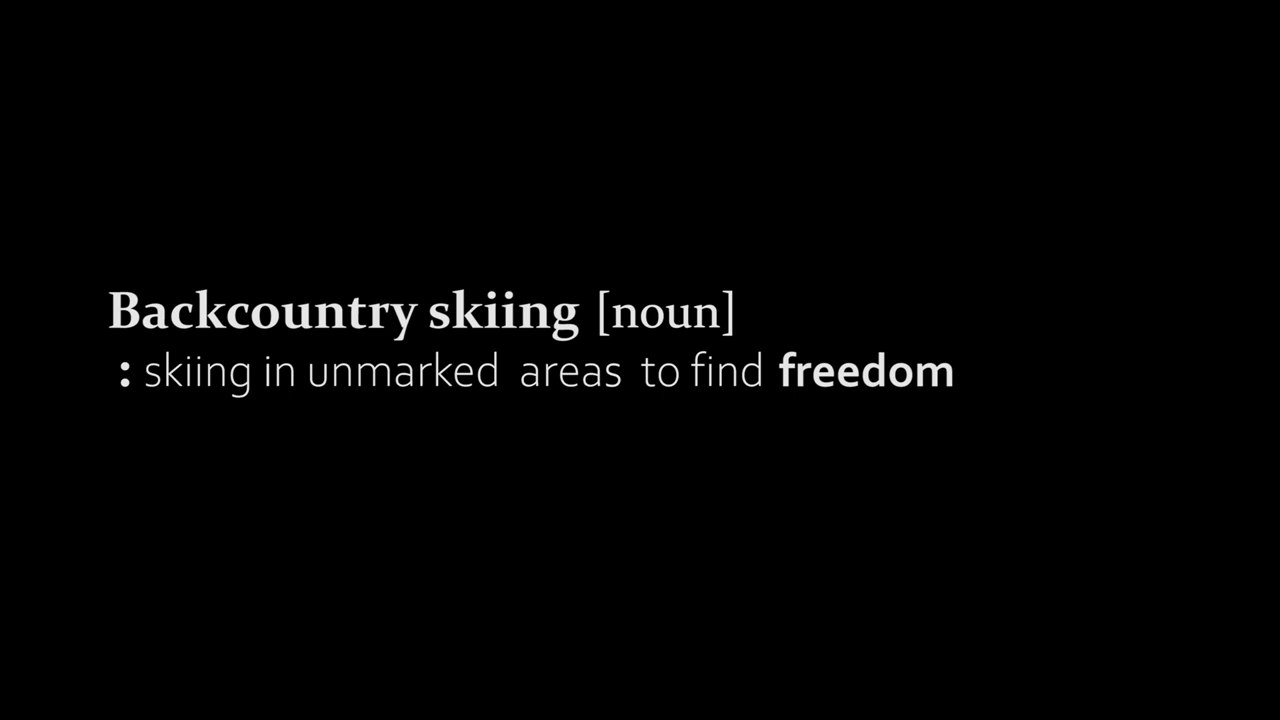 Backcountry skiing [noun]
: skiing in unmarked areas to find freedom